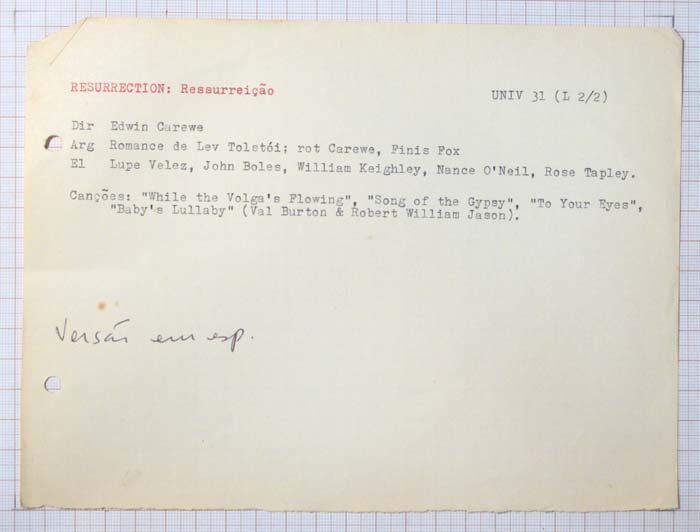 RESURRECTION: Ressurreição
UNIV 31 (L 2/2)
Dir Edwin Carewe
Arg Romance de Lev Tolstói; rot Carewe, Finis Fox
El Lupe Velez, John Boles, William Keighley, Nance O'Neil, Rose Tapley.
Canções: "While the Volga's Flowing", "Song of the Gypsy", "To Your Eyes",
"Baby's Lullaby" (Val Burton & Robert William Jason).
Versão em esp.